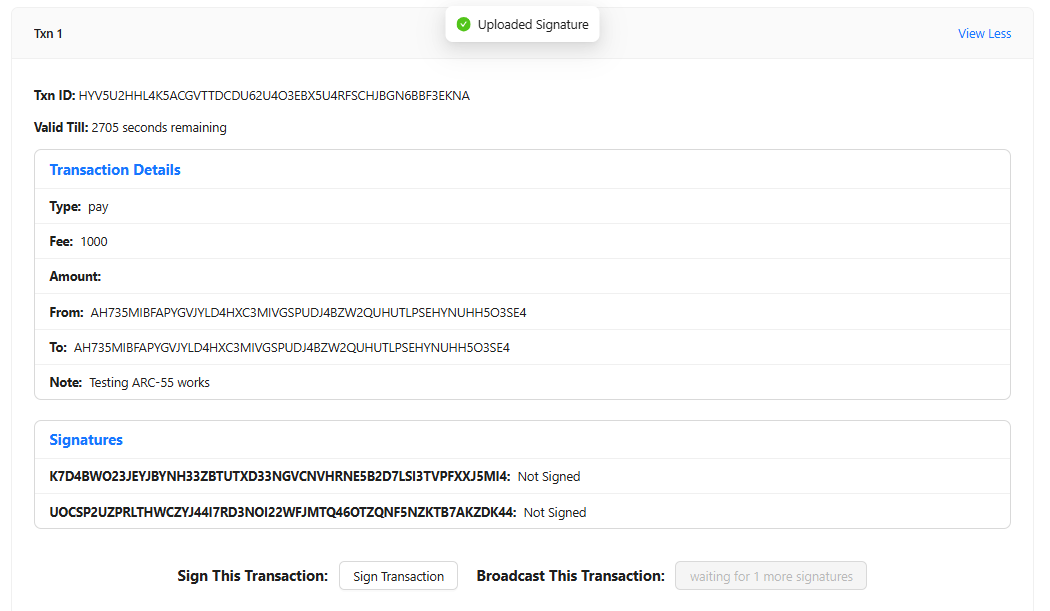 Uploaded Signature
Txn 1
View Less
Txn ID: HYV5U2HHL4K5ACGVTTDCDU62U4O3EBX5U4RFSCHJBGN6BBF3EKNA
Valid Till: 2705 seconds remaining
Transaction Details
Type: pay
Fee: 1000
Amount:
From: AH735MIBFAPYGVJYLD4HXC3MIVGSPUDJ4BZW2QUHUTLPSEHYNUHH5O3SE4
To: AH735MIBFAPYGVJYLD4HXC3MIVGSPUDJ4BZW2QUHUTLPSEHYNUHH5O3SE4
Note: Testing ARC-55 works
Signatures
K7D4BWO23JEYJBYNH33ZBTUTXD33NGVCNVHRNE5B2D7LSI3TVPFXXJ5MI4: Not Signed
UOCSP2UZPRLTHWCZYJ44I7RD3NOI22WFJMTQ46OTZQNF5NZKTB7AKZDK44: Not Signed
Sign This Transaction: Sign Transaction Broadcast This Transaction: waiting for 1 more signatures